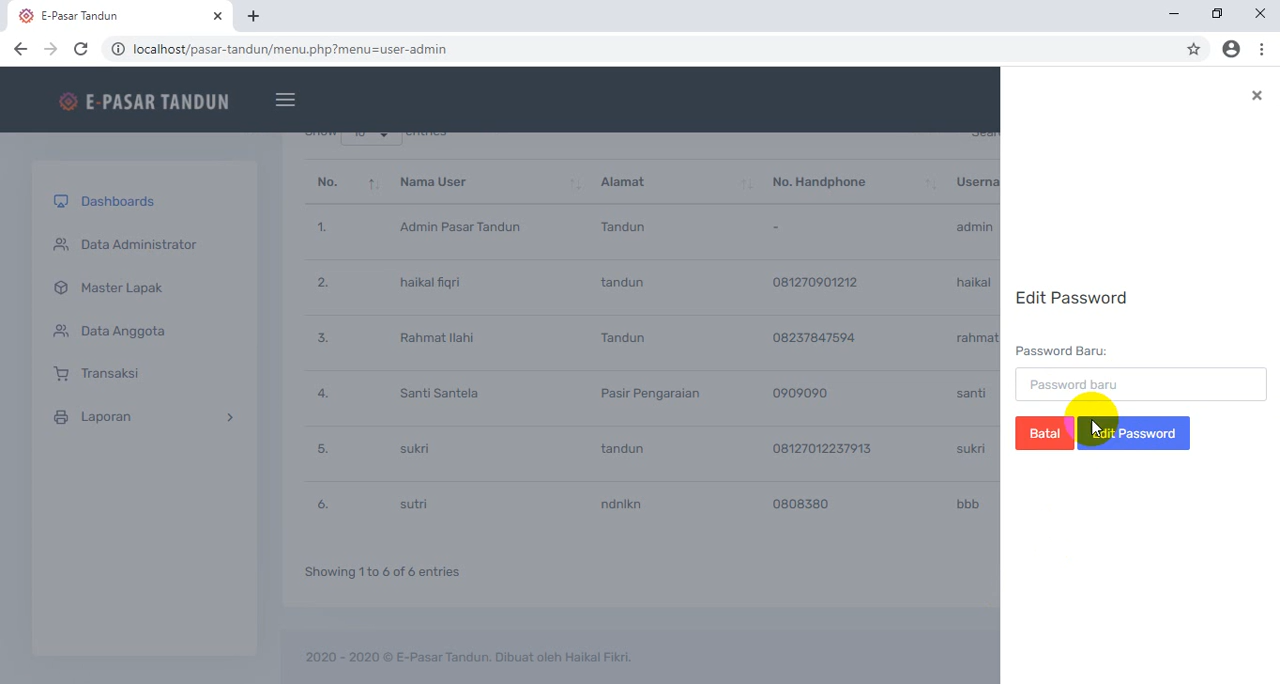 E-Pasar Tandun
localhost/pasar-tandun/menu.php?menu=user-admin
E-PASAR TANDUN
Dashboards
Data Administrator
Master Lapak
Data Anggota
Transaksi
Laporan
Show 10 entries
No. Nama User Alamat No. Handphone Userna
1. Admin Pasar Tandun Tandun - admin
2. haikal fiqri tandun 081270901212 haikal
3. Rahmat Ilahi Tandun 08237847594 rahmat
4. Santi Santela Pasir Pengaraian 0909090 santi
5. sukri tandun 08127012237913 sukri
6. sutri ndnlkn 0808380 bbb
Showing 1 to 6 of 6 entries
2020 - 2020 © E-Pasar Tandun. Dibuat oleh Haikal Fikri.
Edit Password
Password Baru:
Password baru
Batal Edit Password